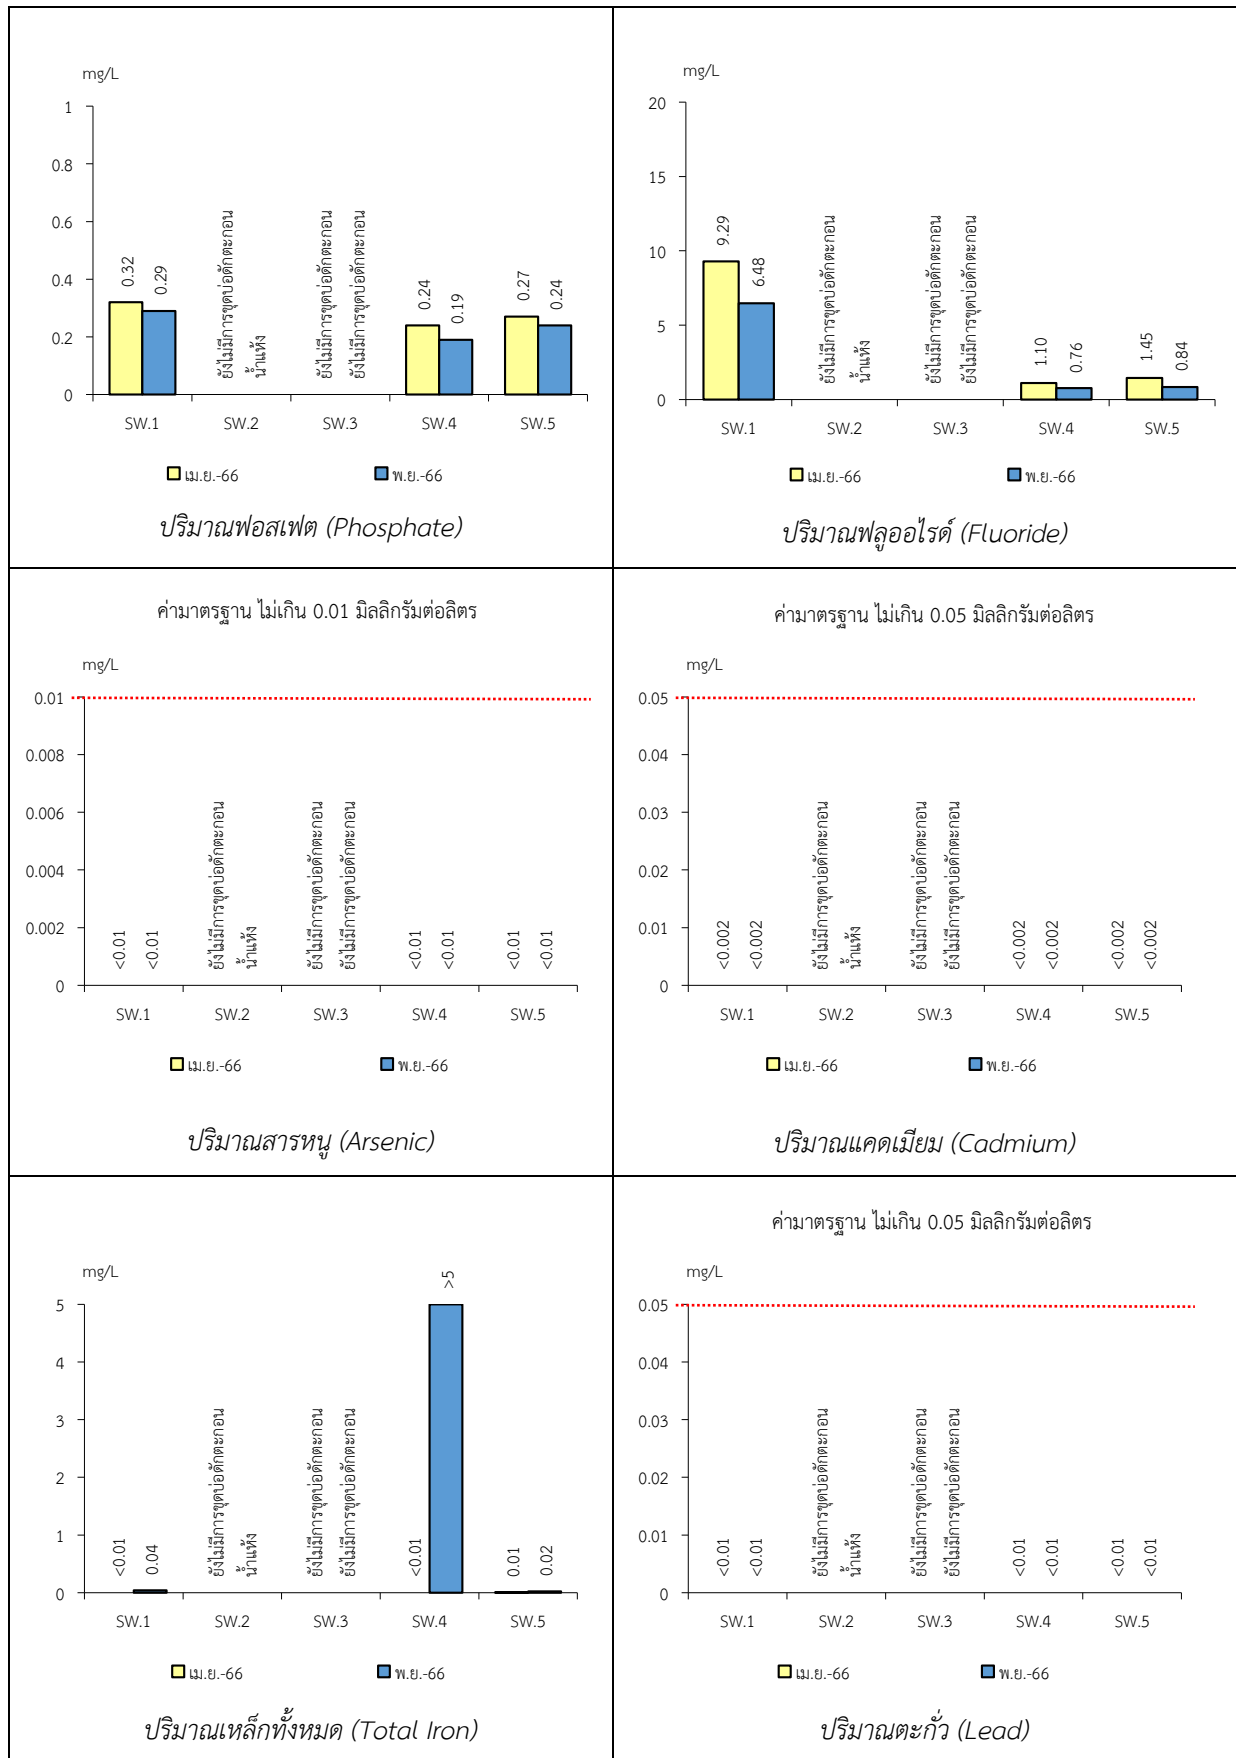 mg/L
1
0.8
0.6
0.4
0.2
0
0.32
0.29
ยังไม่มีการขุดบ่อดักตะกอน
น้ำแห้ง
ยังไม่มีการขุดบ่อดักตะกอน
ยังไม่มีการขุดบ่อดักตะกอน
0.24
0.19
0.27
0.24
SW.1 SW.2 SW.3 SW.4 SW.5
เม.ย.-66 พ.ย.-66
ปริมาณฟอสเฟต (Phosphate)
mg/L
20
15
10
5
0
9.29
6.48
ยังไม่มีการขุดบ่อดักตะกอน
น้ำแห้ง
ยังไม่มีการขุดบ่อดักตะกอน
ยังไม่มีการขุดบ่อดักตะกอน
1.10
0.76
1.45
0.84
SW.1 SW.2 SW.3 SW.4 SW.5
เม.ย.-66 พ.ย.-66
ปริมาณฟลูออไรด์ (Fluoride)
ค่ามาตรฐาน ไม่เกิน 0.01 มิลลิกรัมต่อลิตร
mg/L
0.01
0.008
0.006
0.004
0.002
0
<0.01
<0.01
ยังไม่มีการขุดบ่อดักตะกอน
น้ำแห้ง
ยังไม่มีการขุดบ่อดักตะกอน
ยังไม่มีการขุดบ่อดักตะกอน
<0.01
<0.01
<0.01
<0.01
SW.1 SW.2 SW.3 SW.4 SW.5
เม.ย.-66 พ.ย.-66
ปริมาณสารหนู (Arsenic)
ค่ามาตรฐาน ไม่เกิน 0.05 มิลลิกรัมต่อลิตร
mg/L
0.05
0.04
0.03
0.02
0.01
0
<0.002
<0.002
ยังไม่มีการขุดบ่อดักตะกอน
น้ำแห้ง
ยังไม่มีการขุดบ่อดักตะกอน
ยังไม่มีการขุดบ่อดักตะกอน
<0.002
<0.002
<0.002
<0.002
SW.1 SW.2 SW.3 SW.4 SW.5
เม.ย.-66 พ.ย.-66
ปริมาณแคดเมียม (Cadmium)
mg/L
5
4
3
2
1
0
<0.01
0.04
ยังไม่มีการขุดบ่อดักตะกอน
น้ำแห้ง
ยังไม่มีการขุดบ่อดักตะกอน
ยังไม่มีการขุดบ่อดักตะกอน
<0.01
>5
0.01
0.02
SW.1 SW.2 SW.3 SW.4 SW.5
เม.ย.-66 พ.ย.-66
ปริมาณเหล็กทั้งหมด (Total Iron)
ค่ามาตรฐาน ไม่เกิน 0.05 มิลลิกรัมต่อลิตร
mg/L
0.05
0.04
0.03
0.02
0.01
0
<0.01
<0.01
ยังไม่มีการขุดบ่อดักตะกอน
น้ำแห้ง
ยังไม่มีการขุดบ่อดักตะกอน
ยังไม่มีการขุดบ่อดักตะกอน
<0.01
<0.01
<0.01
<0.01
SW.1 SW.2 SW.3 SW.4 SW.5
เม.ย.-66 พ.ย.-66
ปริมาณตะกั่ว (Lead)